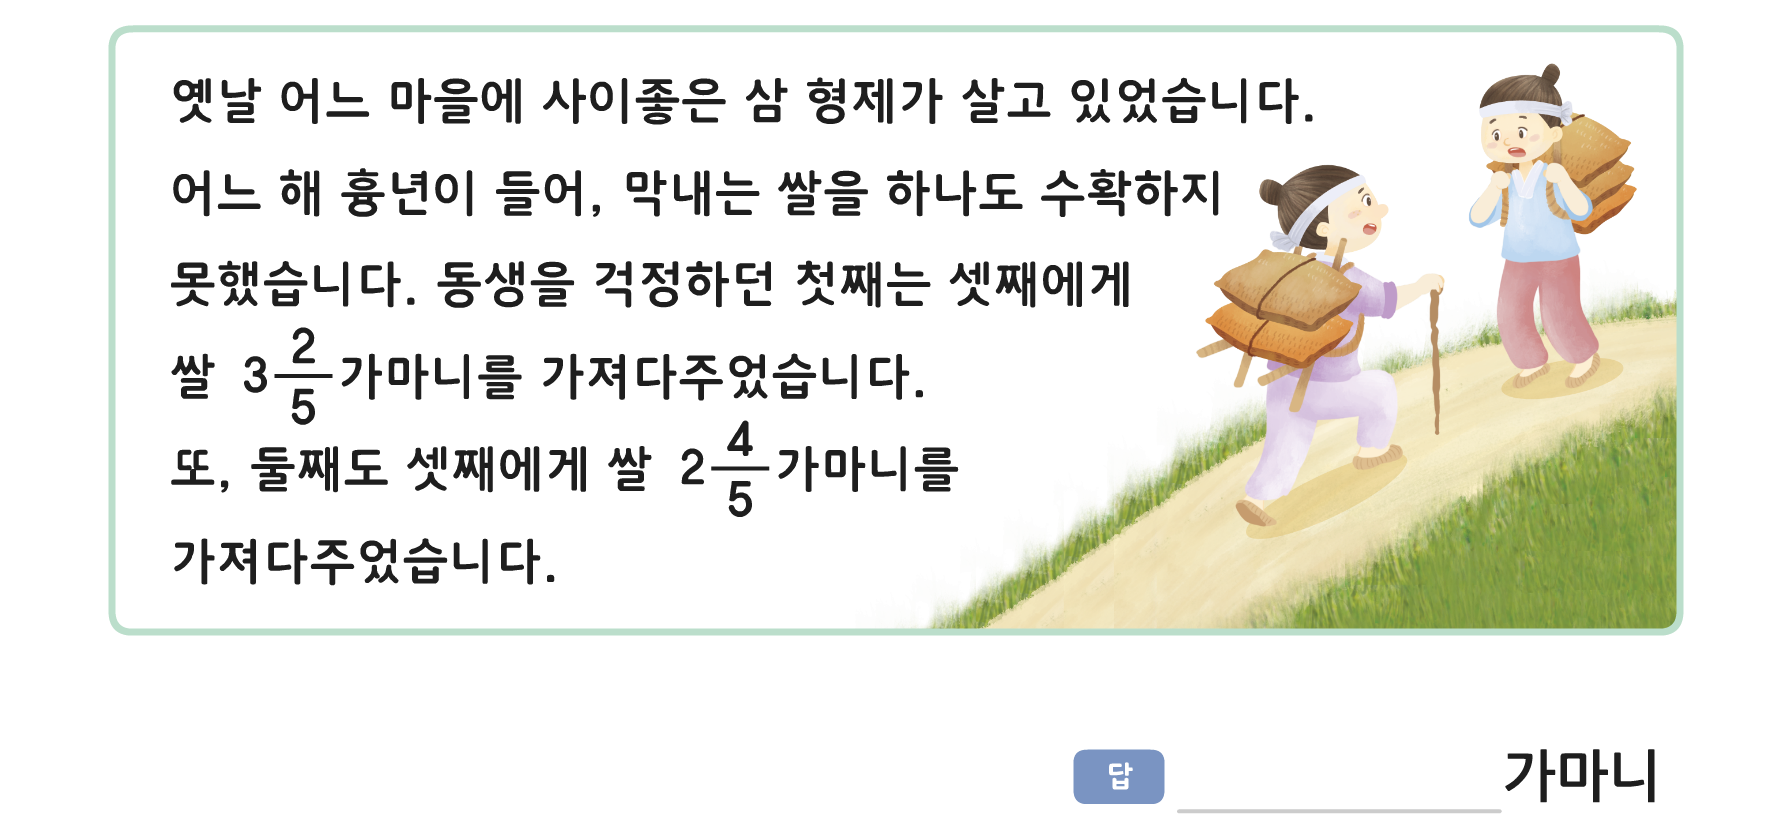 옛날 어느 마을에 사이좋은 삼 형제가 살고 있었습니다.
어느 해 흉년이 들어, 막내는 쌀을 하나도 수확하지
못했습니다. 동생을 걱정하던 첫째는 셋째에게
쌀 3 2/5 가마니를 가져다주었습니다.
또, 둘째도 셋째에게 쌀 2 4/5 가마니를
가져다주었습니다.
답 가마니